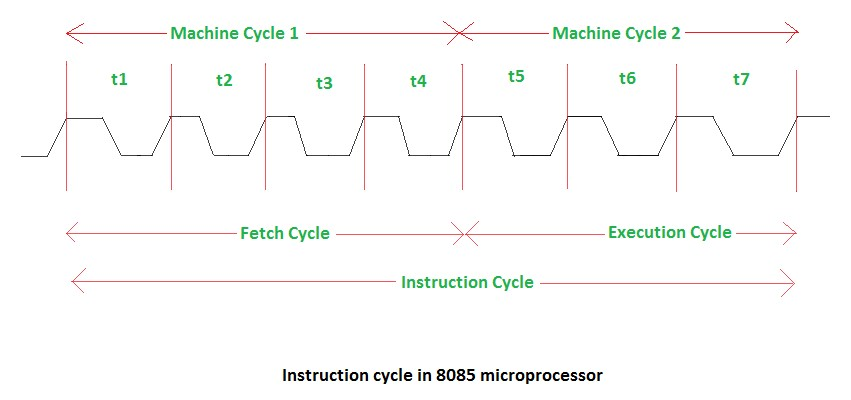 Machine Cycle 1 Machine Cycle 2
t1 t2 t3 t4 t5 t6 t7
Fetch Cycle Execution Cycle
Instruction Cycle
Instruction cycle in 8085 microprocessor